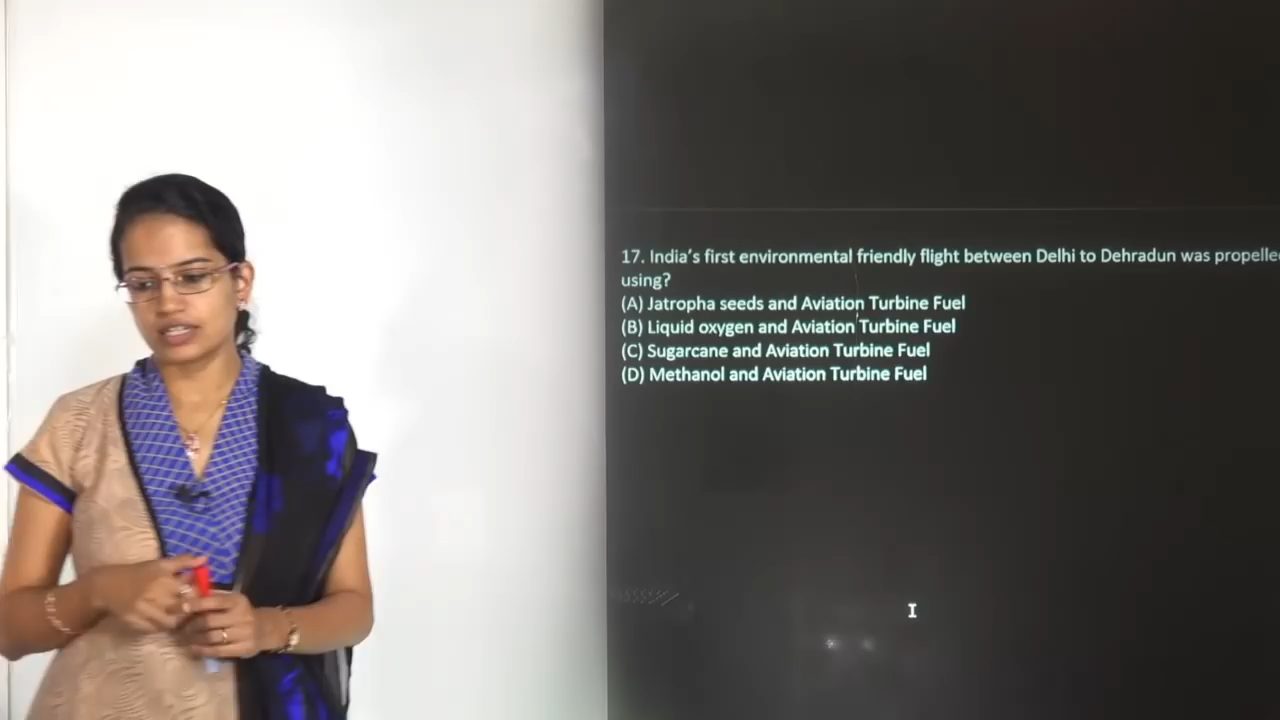 17. India's first environmental friendly flight between Delhi to Dehradun was propelled
using?
(A) Jatropha seeds and Aviation Turbine Fuel
(B) Liquid oxygen and Aviation Turbine Fuel
(C) Sugarcane and Aviation Turbine Fuel
(D) Methanol and Aviation Turbine Fuel